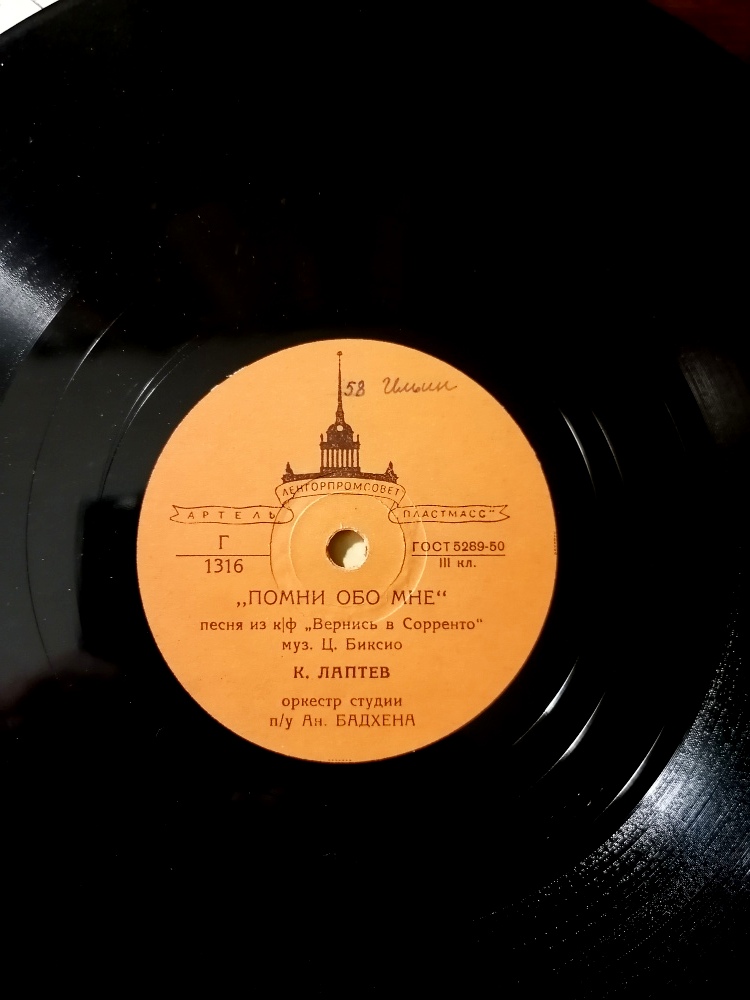 58 Ильин
ЛЕНГОРПРОМСОВЕТ
АРТЕЛЬ ПЛАСТМАСС"
Г
1316
ГОСТ 5289-50
III кл.
„ПОМНИ ОБО МНЕ“
песня из к|ф „Вернись в Сорренто“
муз. Ц. Биксио
К. ЛАПТЕВ
оркестр студии
п/у Ан. БАДХЕНА